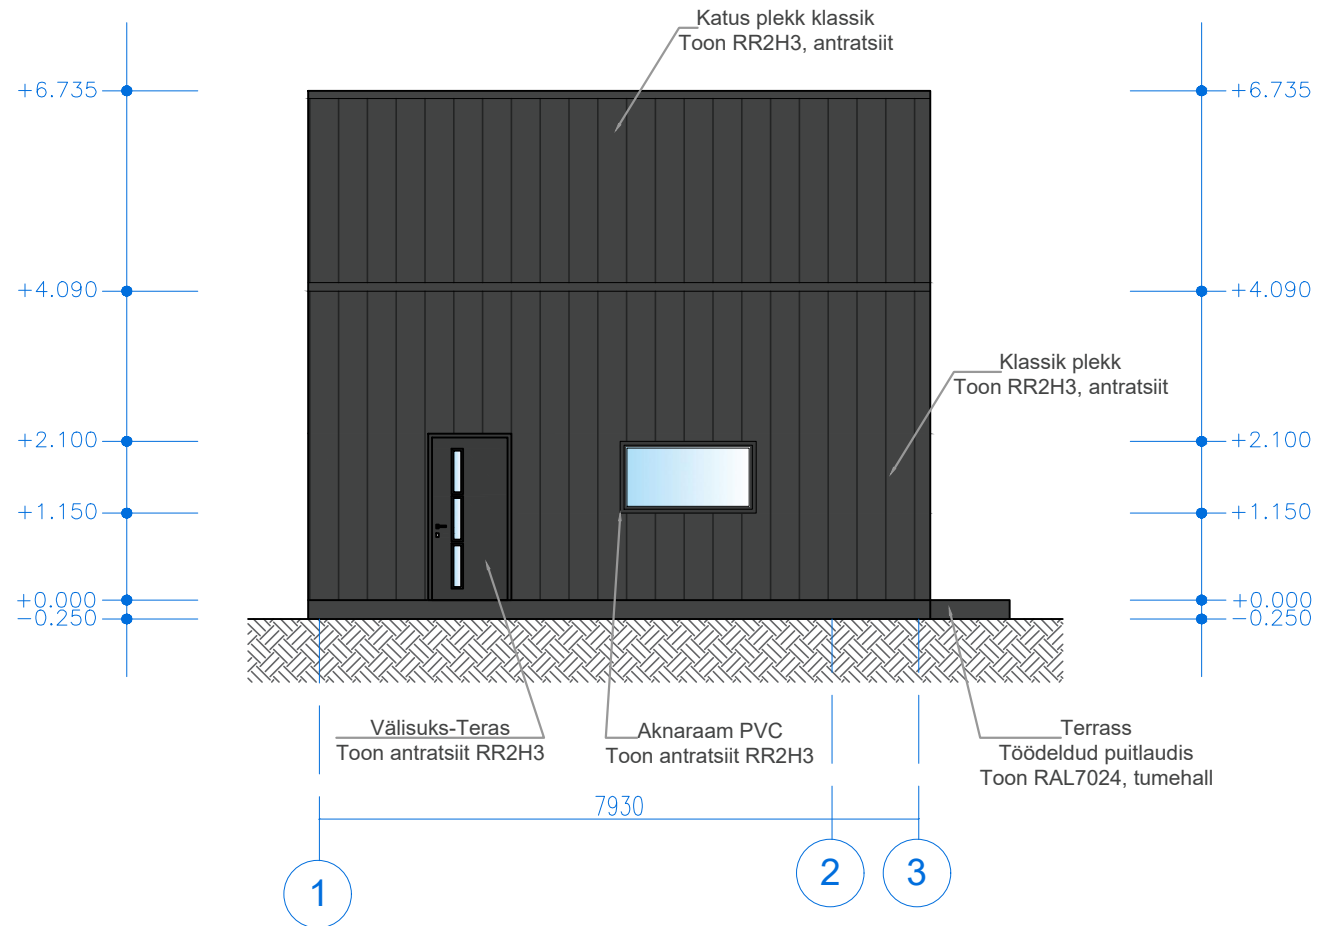 Katus plekk klassik
Toon RR2H3, antratsiit
+6.735
+6.735
+4.090
+4.090
Klassik plekk
Toon RR2H3, antratsiit
+2.100
+2.100
+1.150
+1.150
+0.000
+0.000
−0.250
−0.250
Välisuks-Teras
Toon antratsiit RR2H3
Aknaraam PVC
Toon antratsiit RR2H3
Terrass
Töödeldud puitlaudis
Toon RAL7024, tumehall
7930
1
2
3